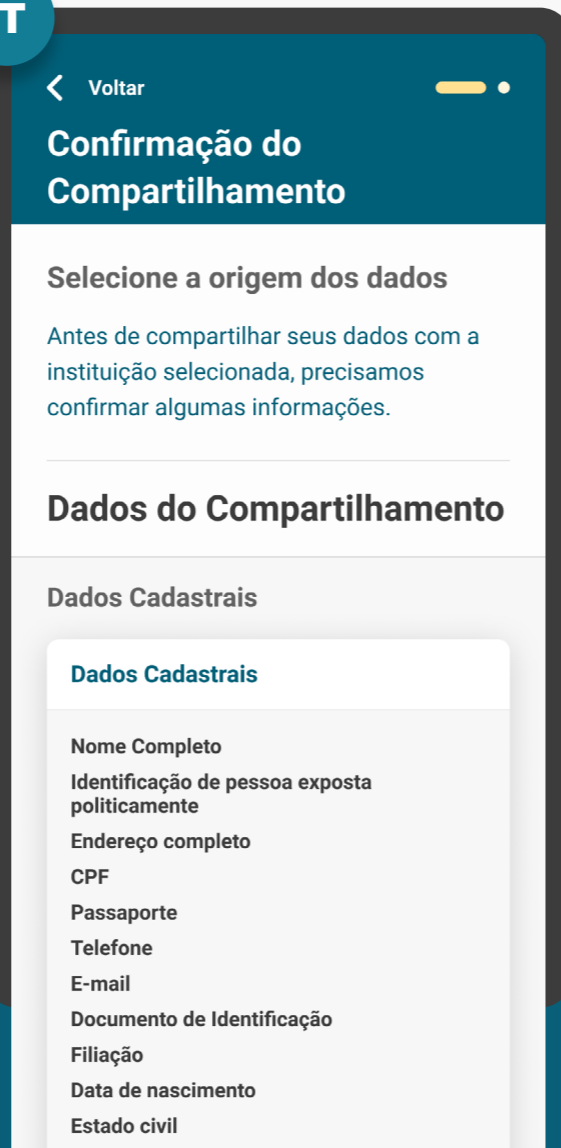 T
Voltar
Confirmação do
Compartilhamento
Selecione a origem dos dados
Antes de compartilhar seus dados com a
instituição selecionada, precisamos
confirmar algumas informações.
Dados do Compartilhamento
Dados Cadastrais
Dados Cadastrais
Nome Completo
Identificação de pessoa exposta
politicamente
Endereço completo
CPF
Passaporte
Telefone
E-mail
Documento de Identificação
Filiação
Data de nascimento
Estado civil